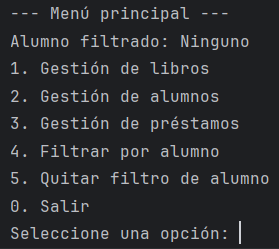 --- Menú principal ---
Alumno filtrado: Ninguno
1. Gestión de libros
2. Gestión de alumnos
3. Gestión de préstamos
4. Filtrar por alumno
5. Quitar filtro de alumno
0. Salir
Seleccione una opción: